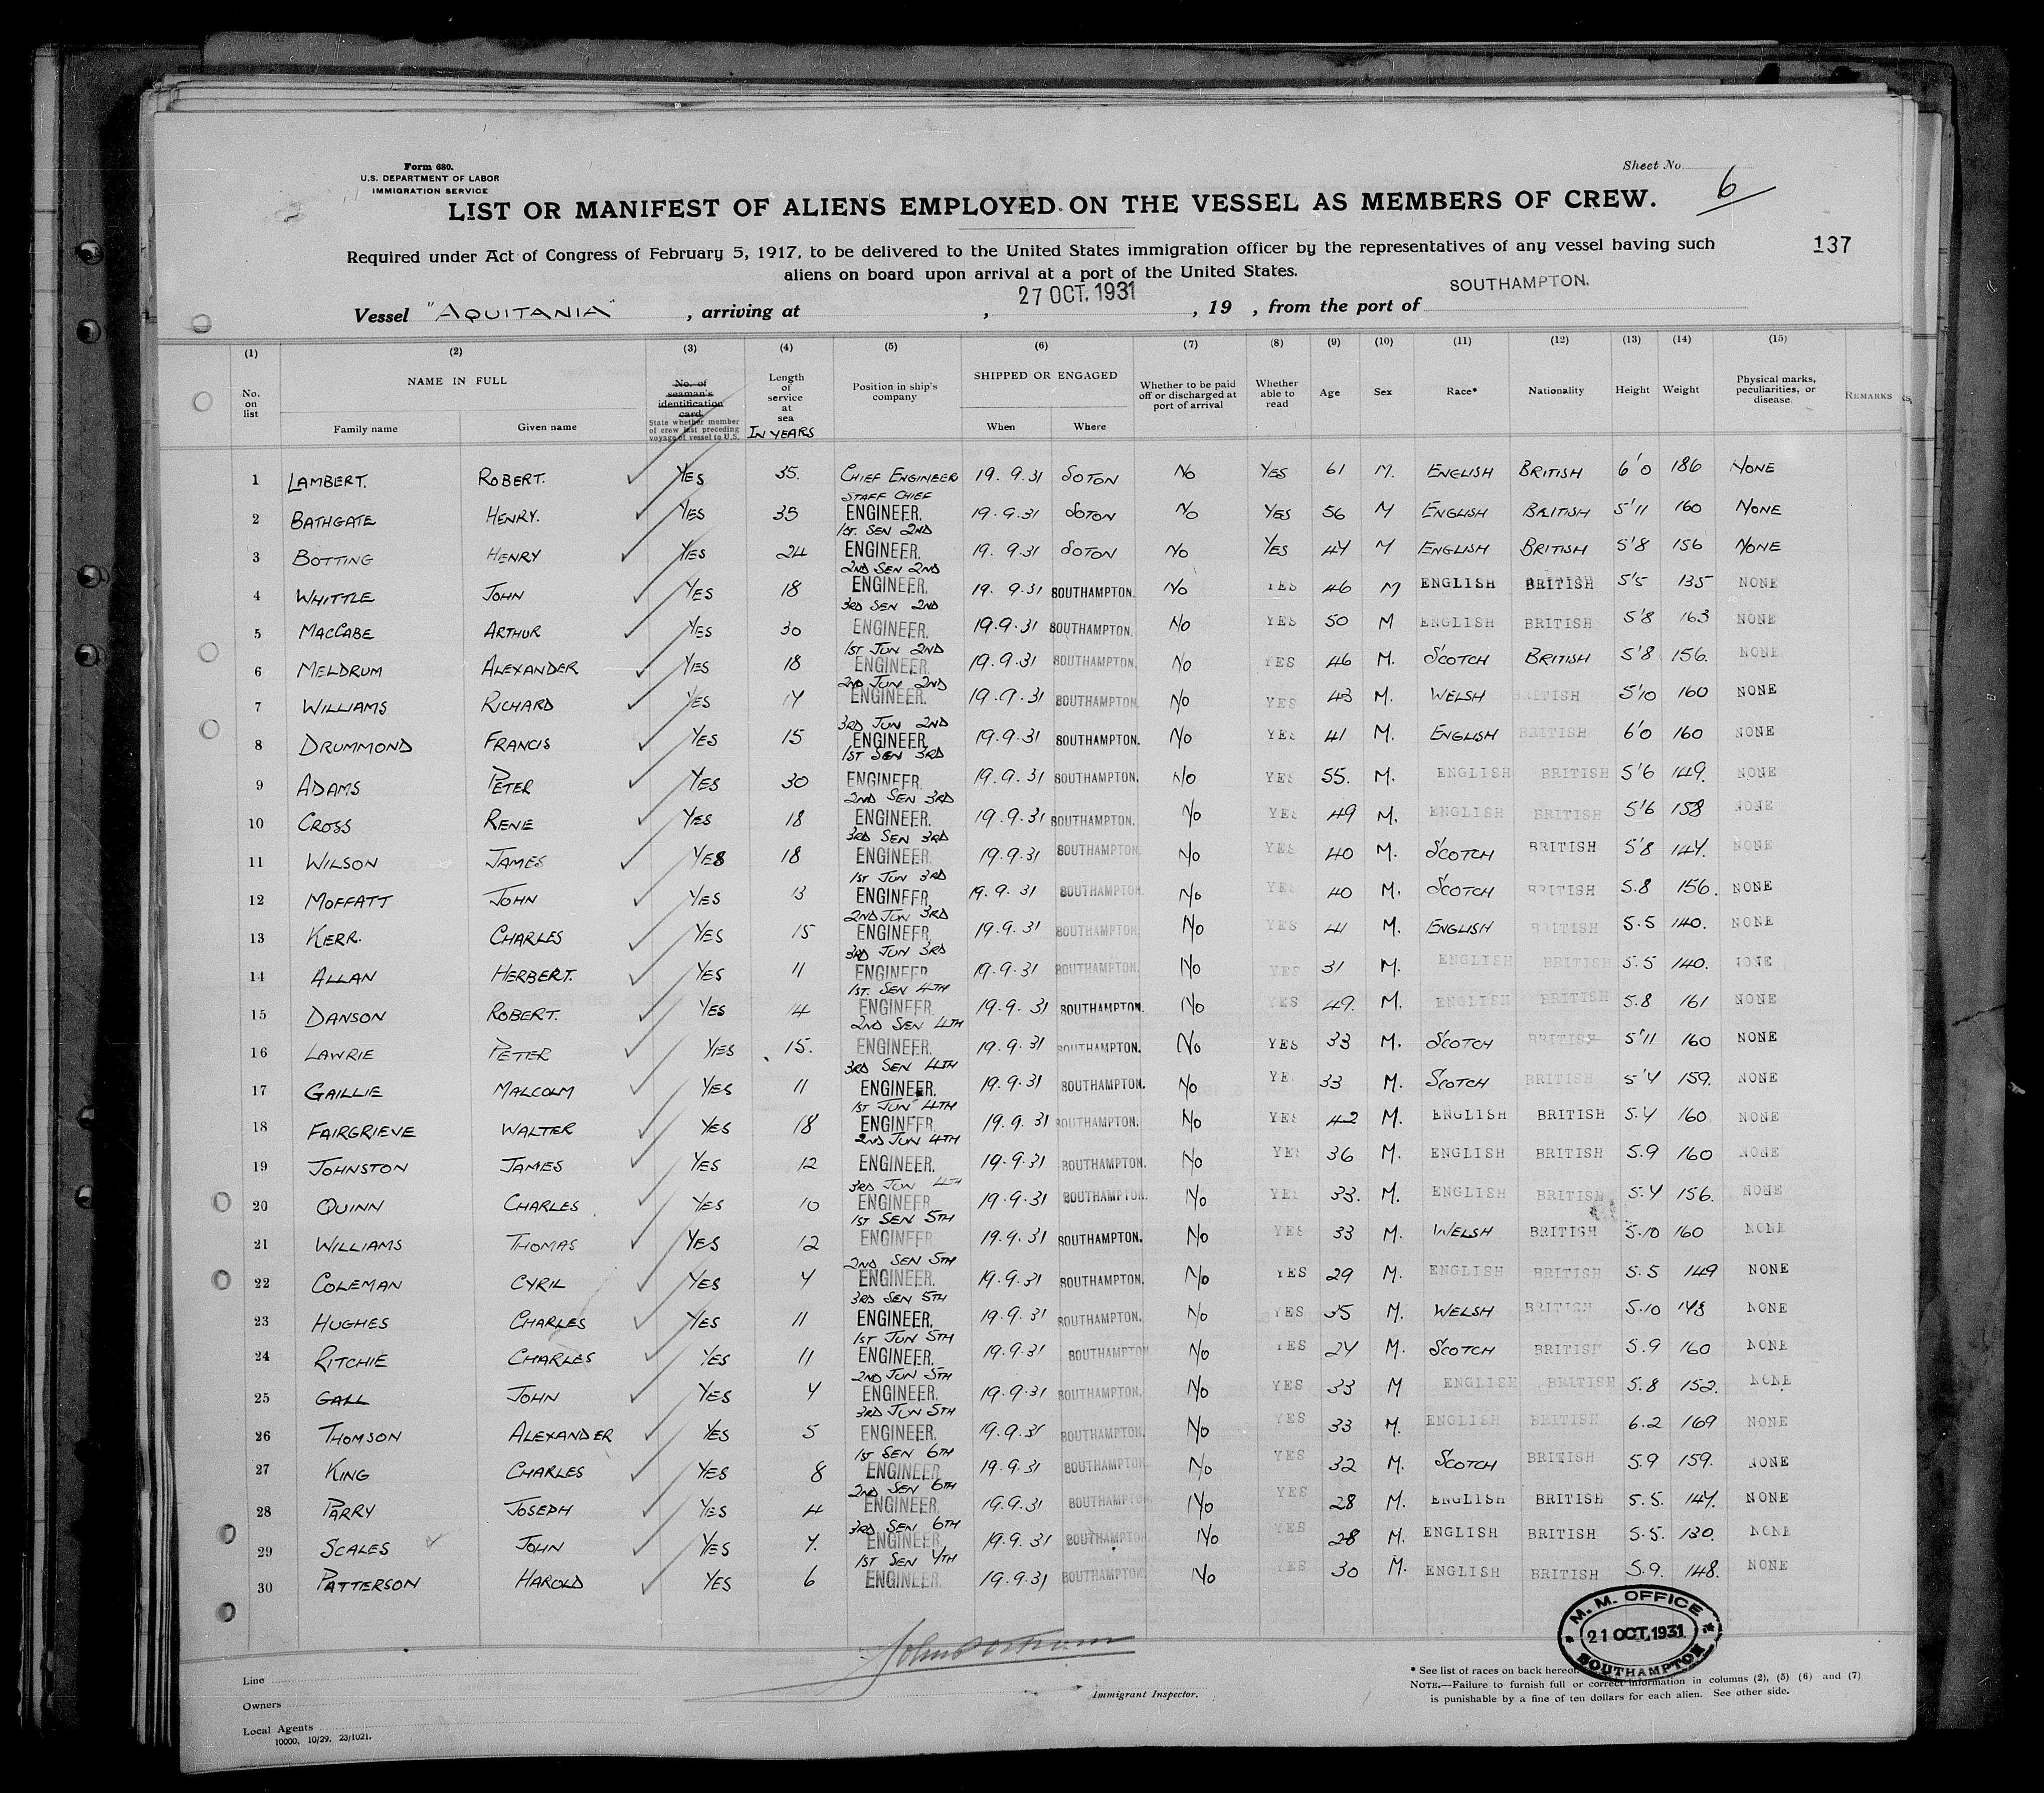 Form 680.
U.S. DEPARTMENT OF LABOR
IMMIGRATION SERVICE
Sheet No. 6
LIST OR MANIFEST OF ALIENS EMPLOYED ON THE VESSEL AS MEMBERS OF CREW.
137
Required under Act of Congress of February 5, 1917, to be delivered to the United States immigration officer by the representatives of any vessel having such
aliens on board upon arrival at a port of the United States.
Vessel "AQUITANIA", arriving at , 27 OCT. 1931, 19 , from the port of SOUTHAMPTON.
(1) (2) (3) (4) (5) (6) (7) (8) (9) (10) (11) (12) (13) (14) (15)
No. on list NAME IN FULL Family name Given name No. of seaman's identification card State whether member of crew last preceding voyage of vessel to U.S. Length of service at sea IN YEARS Position in ship's company SHIPPED OR ENGAGED When Where Whether to be paid off or discharged at port of arrival Whether able to read Age Sex Race* Nationality Height Weight Physical marks, peculiarities, or disease REMARKS
1 LAMBERT. ROBERT. YES 35. CHIEF ENGINEER 19.9.31 SOTON NO YES 61 M. ENGLISH BRITISH 6'0 186 NONE
2 BATHGATE HENRY. YES 35 STAFF CHIEF ENGINEER. 19.9.31 SOTON NO YES 56 M ENGLISH BRITISH 5'11 160 NONE
3 BOTTING HENRY YES 24 1ST. SEN 2ND ENGINEER. 19.9.31 SOTON NO YES 47 M ENGLISH BRITISH 5'8 156 NONE
4 WHITTLE JOHN YES 18 2ND SEN 2ND ENGINEER. 19.9.31 SOUTHAMPTON. NO YES 46 M ENGLISH BRITISH 5'5 135 NONE
5 MACCABE ARTHUR YES 30 3RD SEN 2ND ENGINEER. 19.9.31 SOUTHAMPTON. NO YES 50 M ENGLISH BRITISH 5'8 163 NONE
6 MELDRUM ALEXANDER YES 18 1ST JUN 2ND ENGINEER. 19.9.31 SOUTHAMPTON. NO YES 46 M. SCOTCH BRITISH 5'8 156. NONE
7 WILLIAMS RICHARD YES 17 2ND JUN 2ND ENGINEER. 19.9.31 SOUTHAMPTON. NO YES 43 M. WELSH BRITISH 5'10 160 NONE
8 DRUMMOND FRANCIS YES 15 3RD JUN 2ND ENGINEER 19.9.31 SOUTHAMPTON. NO YES 41 M. ENGLISH BRITISH 6'0 160 NONE
9 ADAMS PETER YES 30 1ST SEN 3RD ENGINEER. 19.9.31 SOUTHAMPTON. NO YES 55. M. ENGLISH BRITISH 5'6 149. NONE
10 CROSS RENE YES 18 2ND SEN 3RD ENGINEER. 19.9.31 SOUTHAMPTON. NO YES 49 M. ENGLISH BRITISH 5'6 158 NONE
11 WILSON JAMES YES 18 3RD SEN 3RD ENGINEER. 19.9.31 SOUTHAMPTON. NO YES 40 M. SCOTCH BRITISH 5'8 147. NONE
12 MOFFATT JOHN YES 13 1ST JUN 3RD ENGINEER 19.9.31 SOUTHAMPTON. NO YES 40 M. SCOTCH BRITISH 5.8 156. NONE
13 KERR. CHARLES YES 15 2ND JUN 3RD ENGINEER 19.9.31 SOUTHAMPTON. NO YES 41 M. ENGLISH BRITISH 5.5 140. NONE
14 ALLAN HERBERT. YES 11 3RD JUN 3RD ENGINEER 19.9.31 SOUTHAMPTON. NO YES 31 M. ENGLISH BRITISH 5.5 140. NONE
15 DANSON ROBERT. YES 14 1ST. SEN 4TH ENGINEER. 19.9.31 SOUTHAMPTON. NO YES 49. M. ENGLISH BRITISH 5.8 161 NONE
16 LAWRIE PETER YES 15. 2ND SEN 4TH ENGINEER. 19.9.31 SOUTHAMPTON. NO YES 33 M. SCOTCH BRITISH 5'11 160 NONE
17 GAILLIE MALCOLM YES 11 3RD SEN 4TH ENGINEER. 19.9.31 SOUTHAMPTON. NO YE 33 M. SCOTCH BRITISH 5'7 159. NONE
18 FAIRGRIEVE WALTER YES 18 1ST JUN 4TH ENGINEER 19.9.31 SOUTHAMPTON. NO YES 42 M. ENGLISH BRITISH 5.7 160 NONE
19 JOHNSTON JAMES YES 12 2ND JUN 4TH ENGINEER. 19.9.31 SOUTHAMPTON. NO YES 36 M. ENGLISH BRITISH 5.9 160 NONE
20 QUINN CHARLES YES 10 3RD JUN 4TH ENGINEER 19.9.31 SOUTHAMPTON. NO YES 33. M. ENGLISH BRITISH 5.7 156. NONE
21 WILLIAMS THOMAS YES 12 1ST SEN 5TH ENGINEER 19.9.31 SOUTHAMPTON. NO YES 33 M. WELSH BRITISH 5.10 160 NONE
22 COLEMAN CYRIL YES 7 2ND SEN 5TH ENGINEER. 19.9.31 SOUTHAMPTON. NO YES 29 M. ENGLISH BRITISH 5.5 149 NONE
23 HUGHES CHARLES YES 11 3RD SEN 5TH ENGINEER. 19.9.31 SOUTHAMPTON. NO YES 35 M. WELSH BRITISH 5.10 148 NONE
24 RITCHIE CHARLES YES 11 1ST JUN 5TH ENGINEER. 19.9.31 SOUTHAMPTON NO YES 27 M. SCOTCH BRITISH 5.9 160 NONE
25 GALL JOHN YES 7 2ND JUN 5TH ENGINEER. 19.9.31 SOUTHAMPTON. NO YES 33 M ENGLISH BRITISH 5.8 152. NONE
26 THOMSON ALEXANDER YES 5 3RD JUN 5TH ENGINEER. 19.9.31 SOUTHAMPTON. NO YES 33 M. ENGLISH BRITISH 6.2 169 NONE
27 KING CHARLES YES 8 1ST SEN 6TH ENGINEER 19.9.31 SOUTHAMPTON NO YES 32 M. SCOTCH BRITISH 5.9 159. NONE
28 PARRY JOSEPH YES 4 2ND SEN 6TH ENGINEER 19.9.31 SOUTHAMPTON NO YES 28 M. ENGLISH BRITISH 5.5. 147. NONE
29 SCALES JOHN YES 7. 3RD SEN 6TH ENGINEER 19.9.31 SOUTHAMPTON NO YES 28 M. ENGLISH BRITISH 5.5. 130. NONE
30 PATTERSON HAROLD YES 6 1ST SEN 7TH ENGINEER. 19.9.31 SOUTHAMPTON NO YES 30 M. ENGLISH BRITISH 5.9. 148. NONE
M. M. OFFICE
21 OCT. 1931
SOUTHAMPTON
Line
Owners
Local Agents
10000, 10/29. 23/1021.
Immigrant Inspector.
* See list of races on back hereof.
NOTE.—Failure to furnish full or correct information in columns (2), (5) (6) and (7)
is punishable by a fine of ten dollars for each alien. See other side.